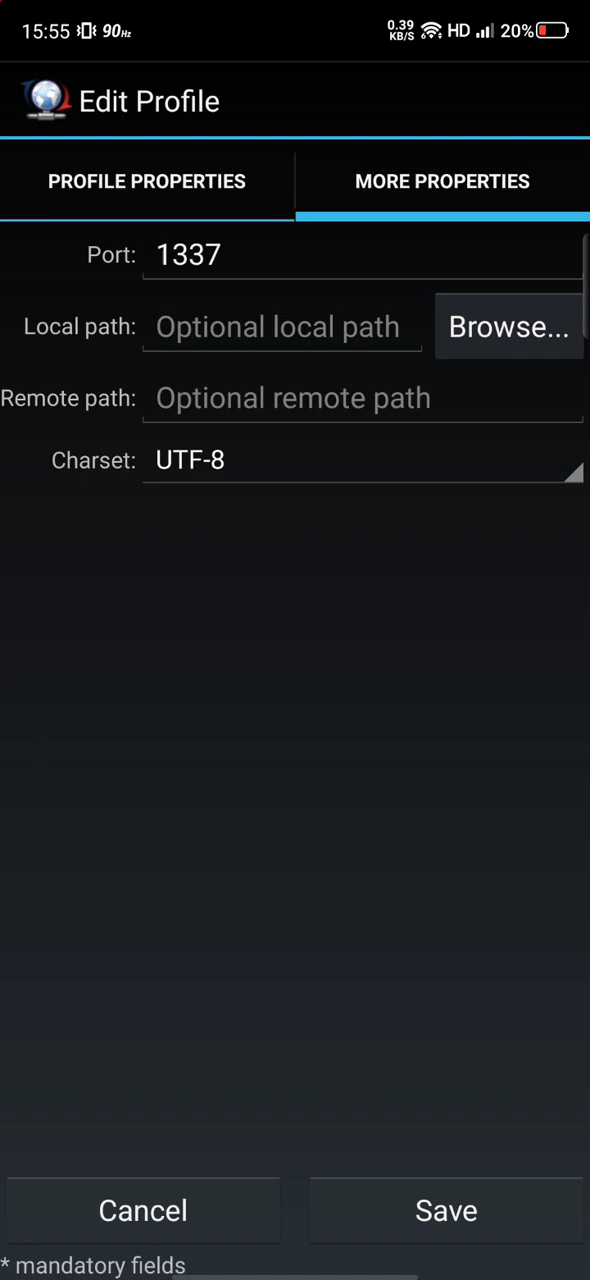 15:55 90Hz 0.39 KB/S HD 20%
Edit Profile
PROFILE PROPERTIES MORE PROPERTIES
Port: 1337
Local path: Optional local path Browse...
Remote path: Optional remote path
Charset: UTF-8
Cancel Save
* mandatory fields